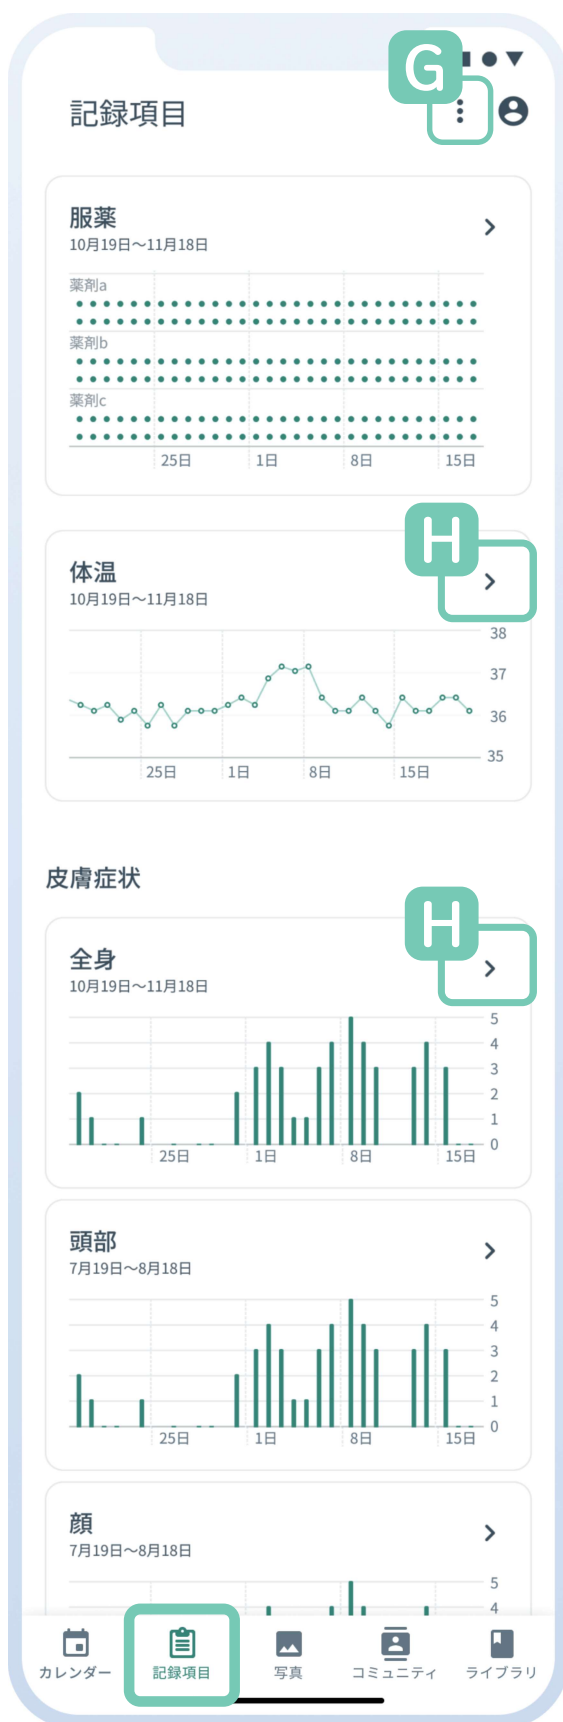 G
記録項目
服薬
10月19日〜11月18日
薬剤a
薬剤b
薬剤c
25日 1日 8日 15日
H
体温
10月19日〜11月18日
38
37
36
35
25日 1日 8日 15日
皮膚症状
H
全身
10月19日〜11月18日
5
4
3
2
1
0
25日 1日 8日 15日
頭部
7月19日〜8月18日
5
4
3
2
1
0
25日 1日 8日 15日
顔
7月19日〜8月18日
5
4
カレンダー 記録項目 写真 コミュニティ ライブラリ